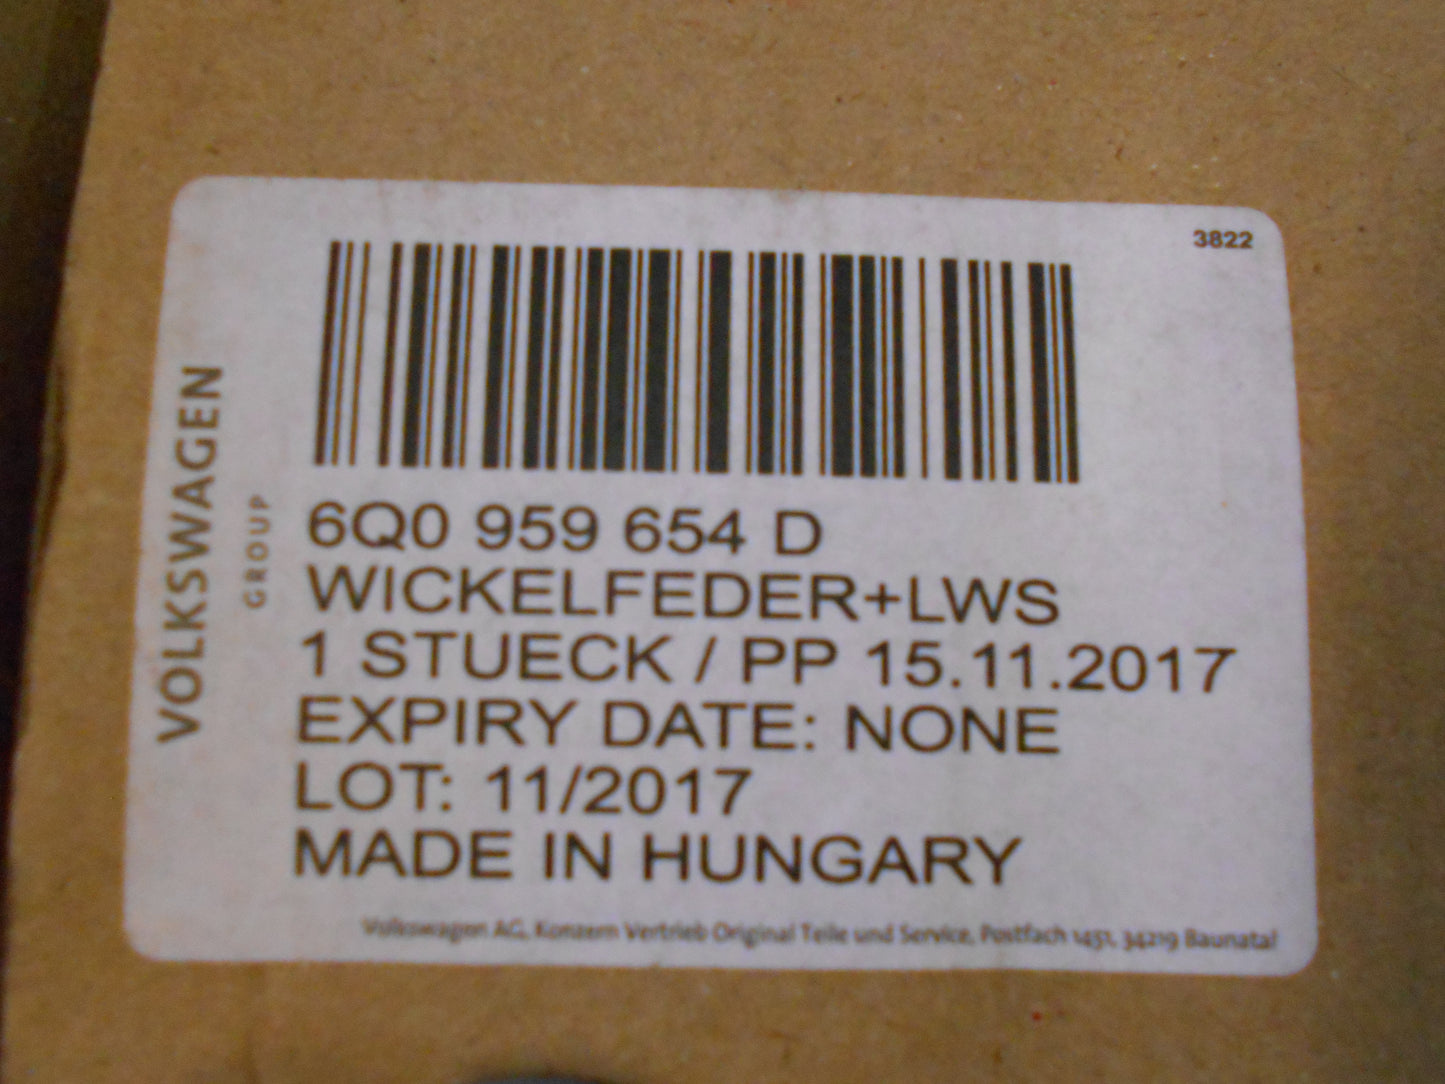 3822
VOLKSWAGEN
GROUP
6Q0 959 654 D
WICKELFEDER+LWS
1 STUECK / PP 15.11.2017
EXPIRY DATE: NONE
LOT: 11/2017
MADE IN HUNGARY
Volkswagen AG, Konzern Vertrieb Original Teile und Service, Postfach 1451, 34219 Baunatal